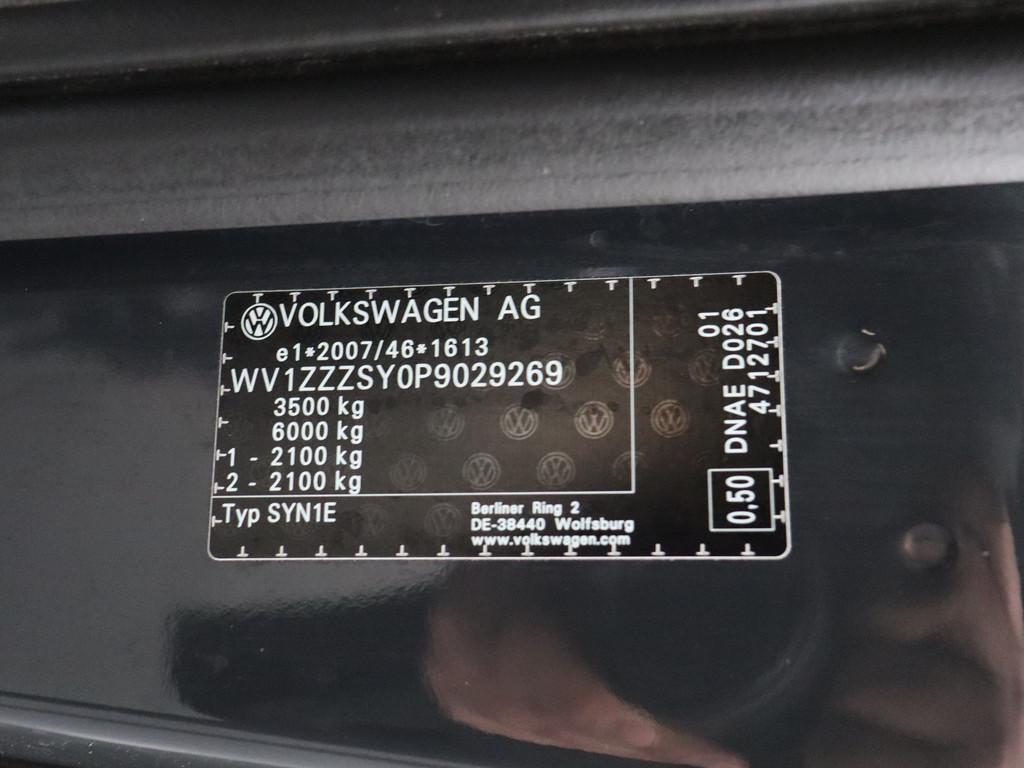 VOLKSWAGEN AG
e1*2007/46*1613
WV1ZZZSY0P9029269
3500 kg
6000 kg
1 - 2100 kg
2 - 2100 kg
Typ SYN1E
Berliner Ring 2
DE-38440 Wolfsburg
www.volkswagen.com
01
DNAE D026
4712701
0,50